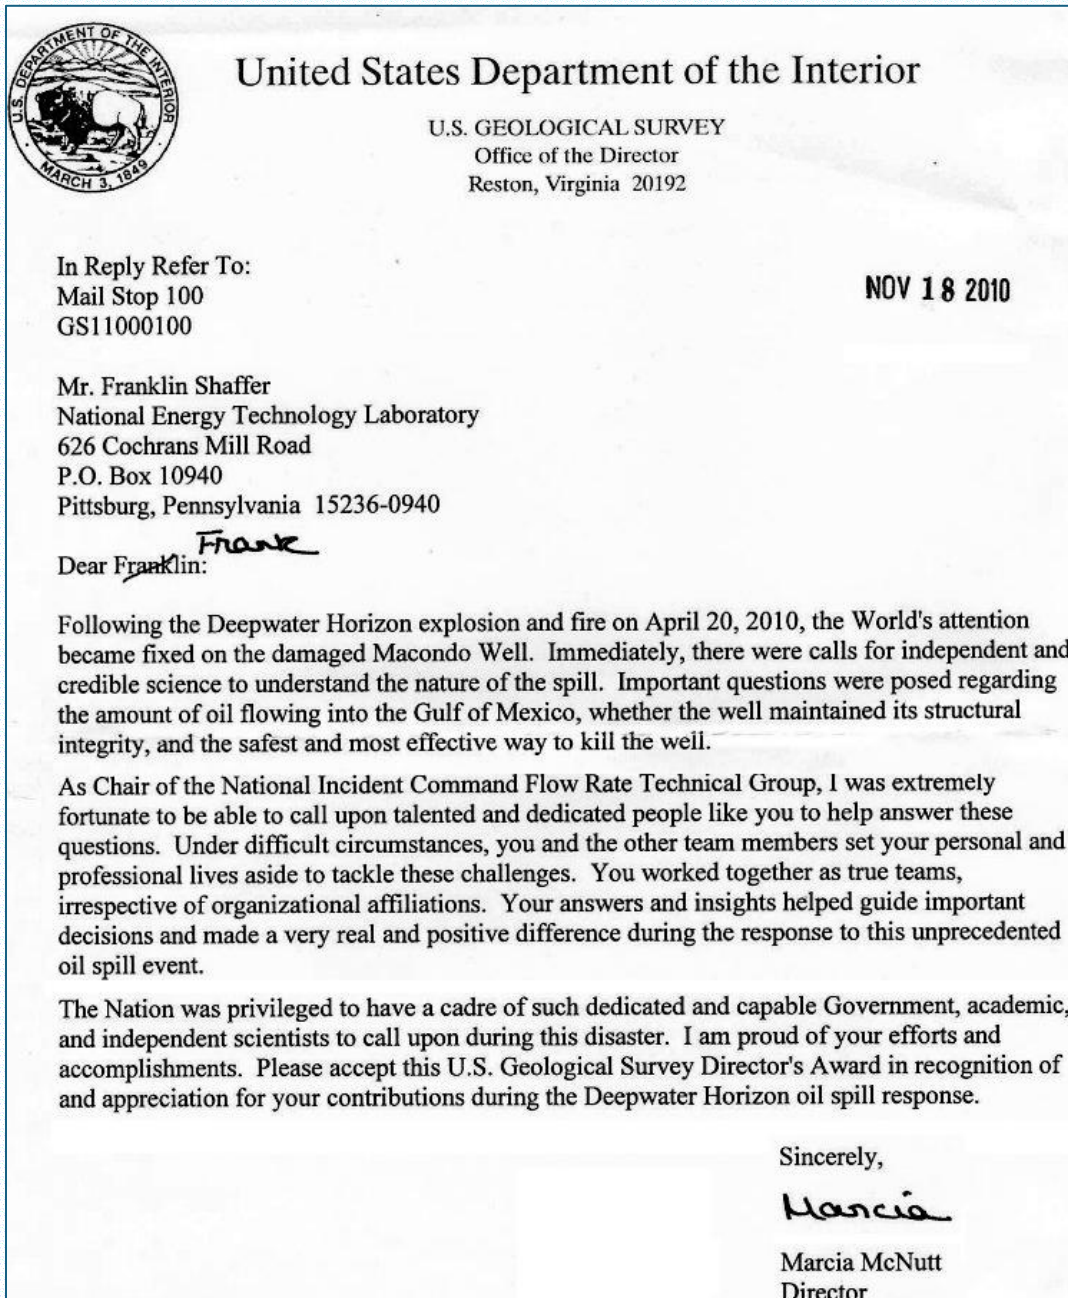 U.S. DEPARTMENT OF THE INTERIOR
MARCH 3, 1849
United States Department of the Interior
U.S. GEOLOGICAL SURVEY
Office of the Director
Reston, Virginia 20192
In Reply Refer To:
Mail Stop 100
GS11000100
NOV 18 2010
Mr. Franklin Shaffer
National Energy Technology Laboratory
626 Cochrans Mill Road
P.O. Box 10940
Pittsburg, Pennsylvania 15236-0940
Frank
Dear Franklin:
Following the Deepwater Horizon explosion and fire on April 20, 2010, the World's attention
became fixed on the damaged Macondo Well. Immediately, there were calls for independent and
credible science to understand the nature of the spill. Important questions were posed regarding
the amount of oil flowing into the Gulf of Mexico, whether the well maintained its structural
integrity, and the safest and most effective way to kill the well.
As Chair of the National Incident Command Flow Rate Technical Group, I was extremely
fortunate to be able to call upon talented and dedicated people like you to help answer these
questions. Under difficult circumstances, you and the other team members set your personal and
professional lives aside to tackle these challenges. You worked together as true teams,
irrespective of organizational affiliations. Your answers and insights helped guide important
decisions and made a very real and positive difference during the response to this unprecedented
oil spill event.
The Nation was privileged to have a cadre of such dedicated and capable Government, academic,
and independent scientists to call upon during this disaster. I am proud of your efforts and
accomplishments. Please accept this U.S. Geological Survey Director's Award in recognition of
and appreciation for your contributions during the Deepwater Horizon oil spill response.
Sincerely,
Marcia
Marcia McNutt
Director